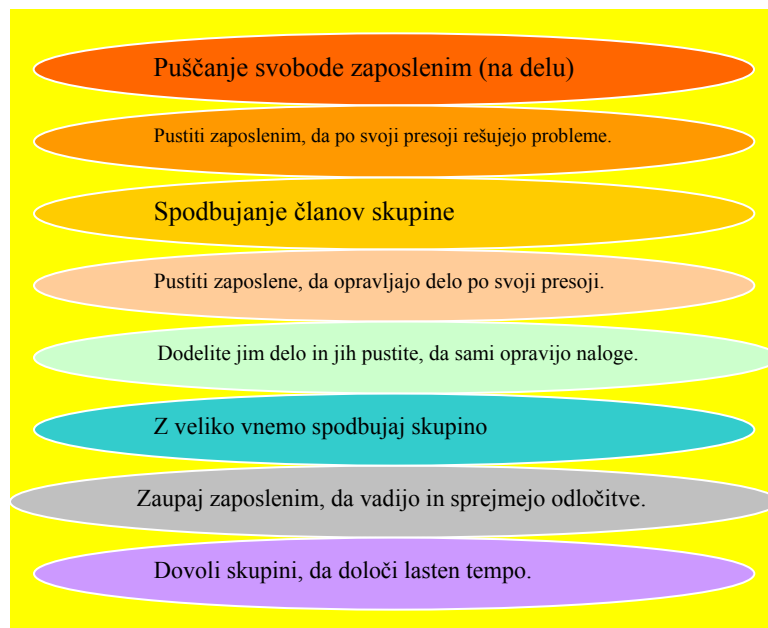 Puščanje svobode zaposlenim (na delu)
Pustiti zaposlenim, da po svoji presoji rešujejo probleme.
Spodbujanje članov skupine
Pustiti zaposlene, da opravljajo delo po svoji presoji.
Dodelite jim delo in jih pustite, da sami opravijo naloge.
Z veliko vnemo spodbujaj skupino
Zaupaj zaposlenim, da vadijo in sprejmejo odločitve.
Dovoli skupini, da določi lasten tempo.